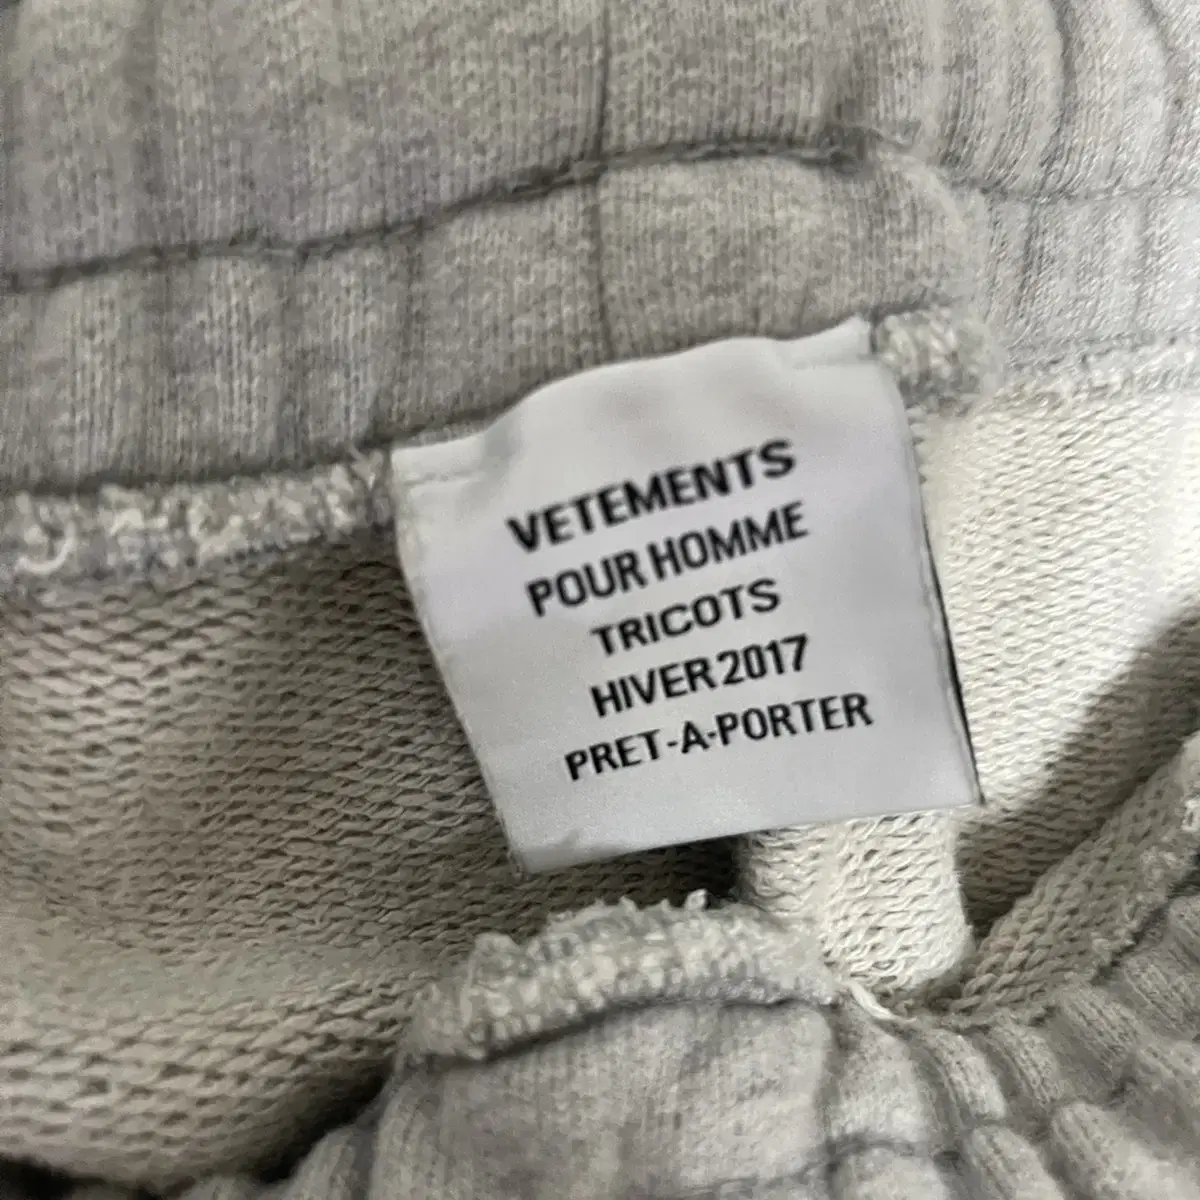 VETEMENTS
POUR HOMME
TRICOTS
HIVER 2017
PRET-A-PORTER